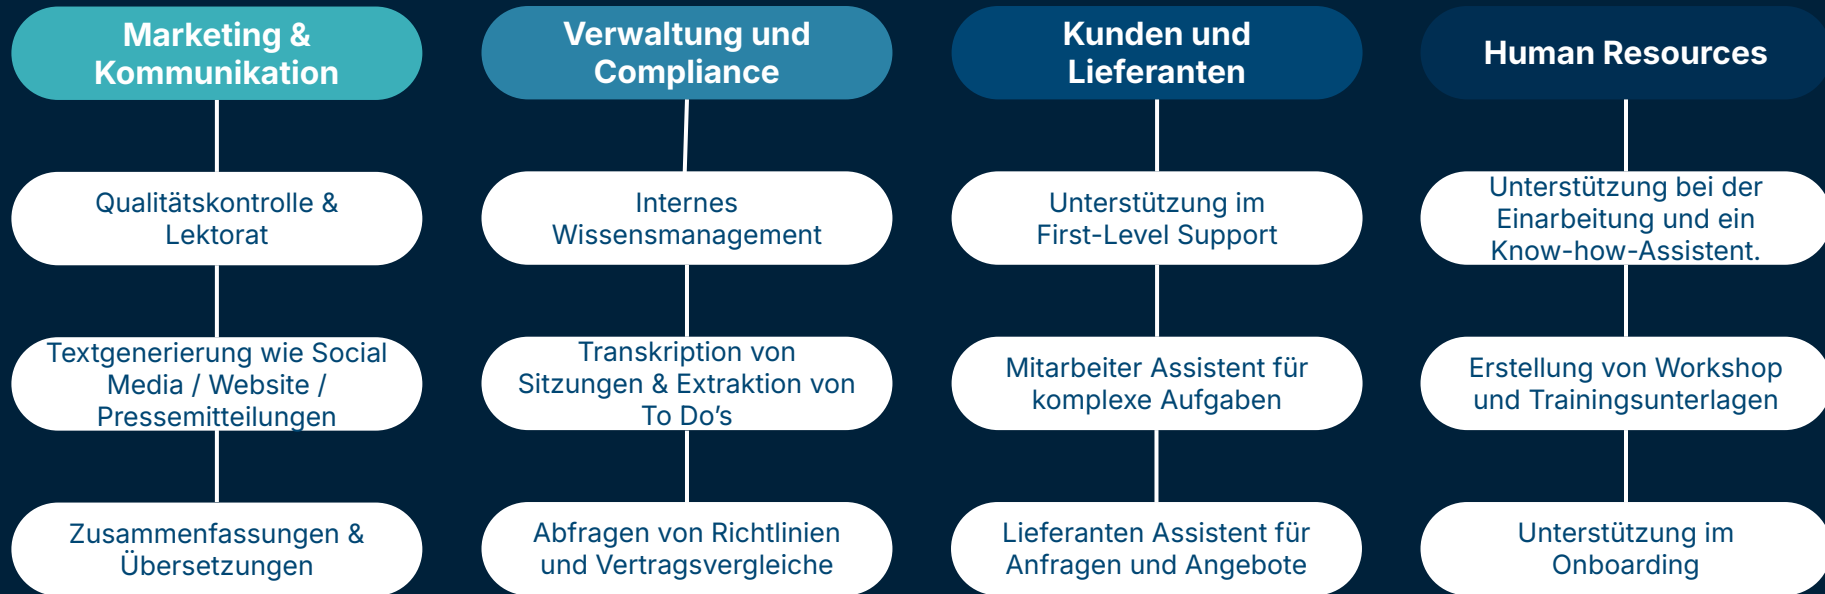 Marketing &
Kommunikation
Qualitätskontrolle &
Lektorat
Textgenerierung wie Social
Media / Website /
Pressemitteilungen
Zusammenfassungen &
Übersetzungen
Verwaltung und
Compliance
Internes
Wissensmanagement
Transkription von
Sitzungen & Extraktion von
To Do’s
Abfragen von Richtlinien
und Vertragsvergleiche
Kunden und
Lieferanten
Unterstützung im
First-Level Support
Mitarbeiter Assistent für
komplexe Aufgaben
Lieferanten Assistent für
Anfragen und Angebote
Human Resources
Unterstützung bei der
Einarbeitung und ein
Know-how-Assistent.
Erstellung von Workshop
und Trainingsunterlagen
Unterstützung im
Onboarding